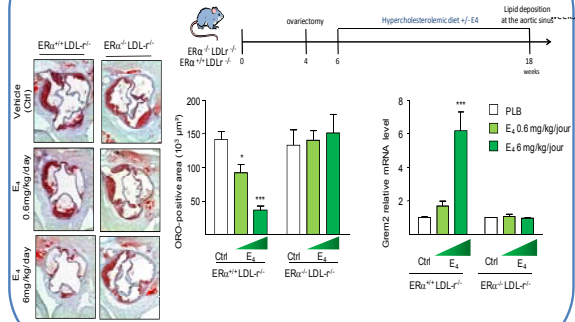 Lipid deposition
at the aortic sinus
ovariectomy
Hypercholesterolemic diet +/- E4
ERα-/- LDLr-/-
ERα+/+ LDLr-/-
0
4
6
18
weeks
ERα+/+ LDL-r-/-
ERα-/- LDL-r-/-
Vehicle
(Ctrl)
E4
0.6mg/kg/day
E4
6mg/kg/day
ORO-positive area (10³ µm²)
200
150
100
50
*
***
Ctrl
E4
Ctrl
E4
ERα+/+ LDL-r-/-
ERα-/- LDL-r-/-
Grem2 relative mRNA level
8
6
4
2
***
Ctrl
E4
Ctrl
E4
ERα+/+ LDL-r-/-
ERα-/- LDL-r-/-
PLB
E4 0.6 mg/kg/jour
E4 6 mg/kg/jour